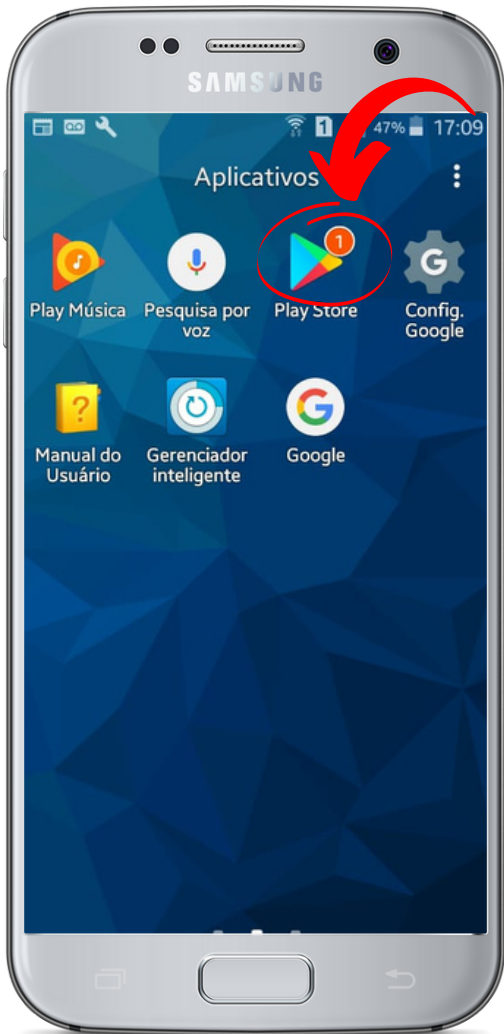 SAMSUNG
1 47% 17:09
Aplicativos
1
Play Música Pesquisa por voz Play Store Config. Google
Manual do Usuário Gerenciador inteligente Google